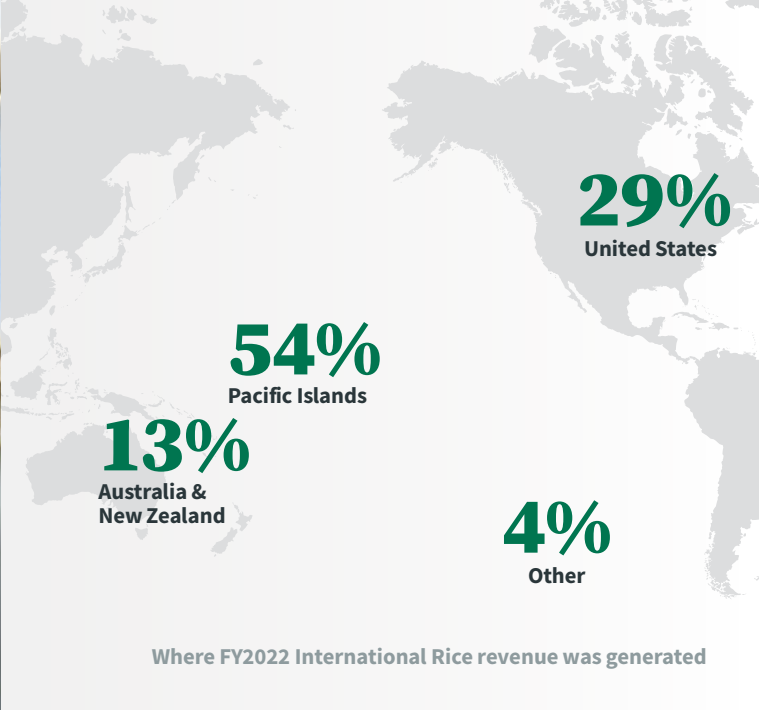 29%
United States
54%
Pacific Islands
13%
Australia &
New Zealand
4%
Other
Where FY2022 International Rice revenue was generated